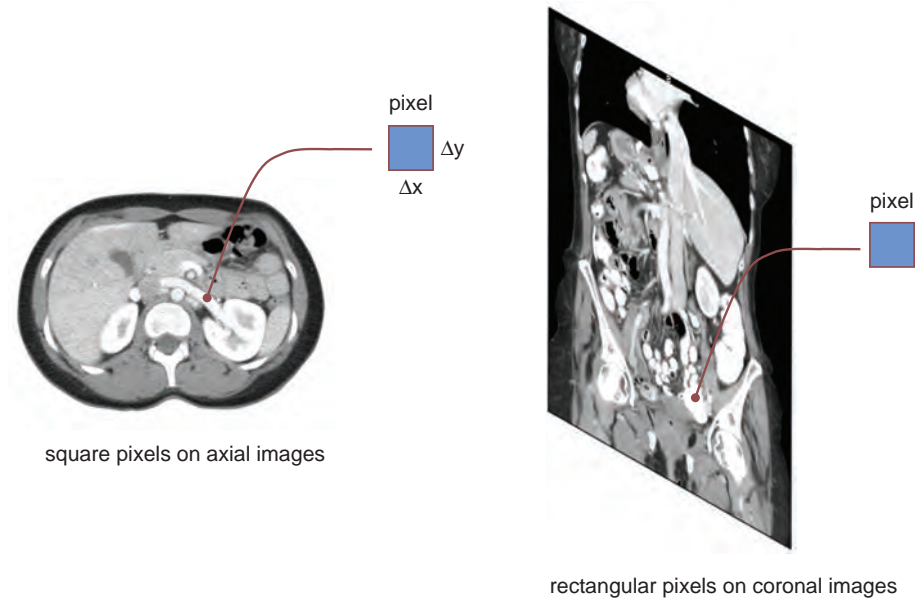 pixel
Δy
Δx
square pixels on axial images
pixel
rectangular pixels on coronal images